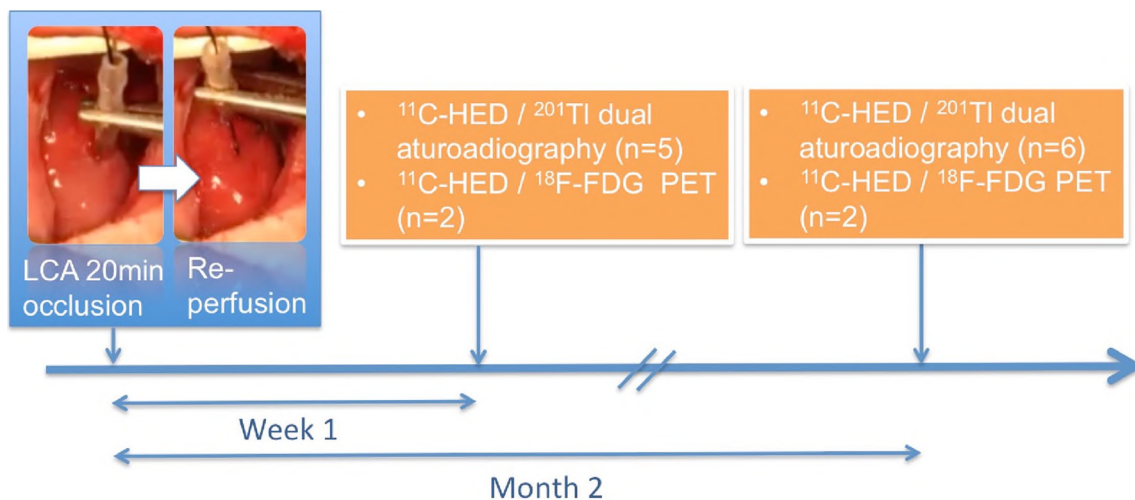 LCA 20min
occlusion
Re-
perfusion
• ¹¹C-HED / ²⁰¹Tl dual
aturoadiography (n=5)
• ¹¹C-HED / ¹⁸F-FDG PET
(n=2)
• ¹¹C-HED / ²⁰¹Tl dual
aturoadiography (n=6)
• ¹¹C-HED / ¹⁸F-FDG PET
(n=2)
Week 1
Month 2